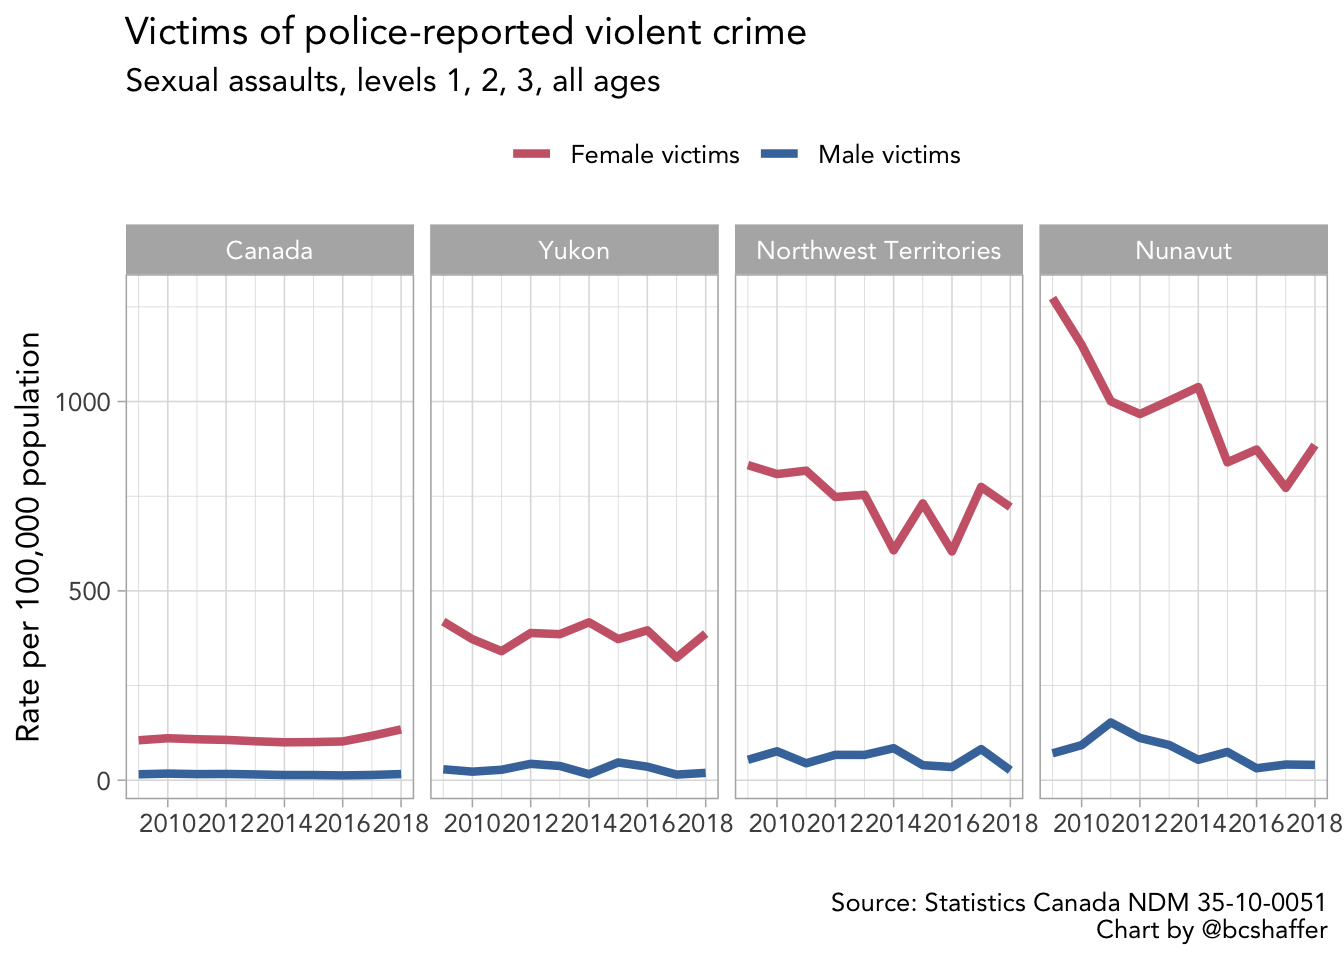 Victims of police-reported violent crime
Sexual assaults, levels 1, 2, 3, all ages
Female victims Male victims
Canada Yukon Northwest Territories Nunavut
Rate per 100,000 population
1000
500
0
2010 2012 2014 2016 2018 2010 2012 2014 2016 2018 2010 2012 2014 2016 2018 2010 2012 2014 2016 2018
Source: Statistics Canada NDM 35-10-0051
Chart by @bcshaffer